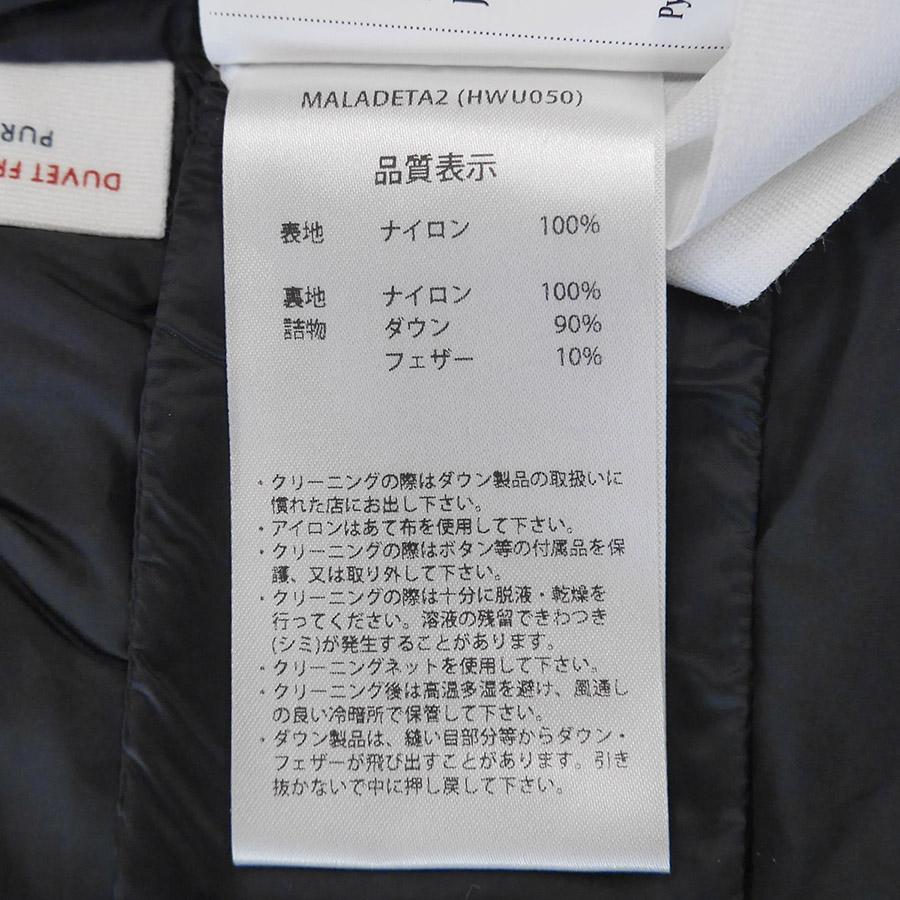 MALADETA2 (HWU050)
品質表示
表地 ナイロン 100%
裏地 ナイロン 100%
詰物 ダウン 90%
フェザー 10%
・クリーニングの際はダウン製品の取扱いに
慣れた店にお出し下さい。
・アイロンはあて布を使用して下さい。
・クリーニングの際はボタン等の付属品を保
護、又は取り外して下さい。
・クリーニングの際は十分に脱液・乾燥を
行ってください。溶液の残留できわつき
(シミ)が発生することがあります。
・クリーニングネットを使用して下さい。
・クリーニング後は高温多湿を避け、風通し
の良い冷暗所で保管して下さい。
・ダウン製品は、縫い目部分等からダウン・
フェザーが飛び出すことがあります。引き
抜かないで中に押し戻して下さい。
DUVET
PUR